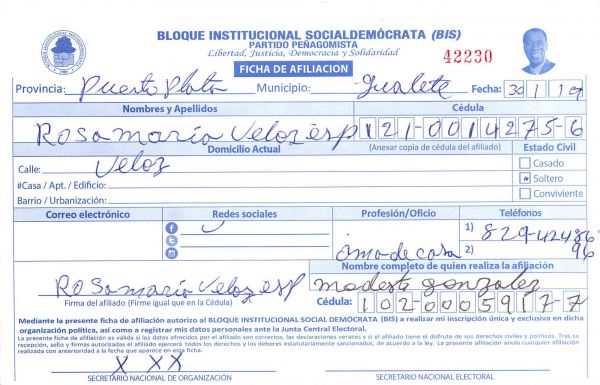 BLOQUE INSTITUCIONAL SOCIALDEMÓCRATA (BIS)
PARTIDO PEÑAGOMISTA
Libertad, Justicia, Democracia y Solidaridad
42230
FICHA DE AFILIACION
Provincia: Puerto Plata Municipio: Gualete Fecha: 30/1/19
Nombres y Apellidos Cédula
Rosa maría Veloz esp 121-0014275-6
Domicilio Actual (Anexar copia de cédula del afiliado) Estado Civil
Calle: Veloz Casado
#Casa / Apt. / Edificio: Soltero
Barrio / Urbanización: Conviviente
Correo electrónico Redes sociales Profesión/Oficio Teléfonos
1) 829-42486
ama de casa 2) 96
Nombre completo de quien realiza la afiliación
Rosa maría Veloz esp modesto gonzalez
Firma del afiliado (Firme igual que en la Cédula) Cédula: 102-0005917-7
Mediante la presente ficha de afiliación autorizo al BLOQUE INSTITUCIONAL SOCIAL DEMÓCRATA (BIS) a realizar mi inscripción única y exclusiva en dicha
organización política, así como a registrar mis datos personales ante la Junta Central Electoral.
La presente ficha de afiliación es válida si los datos ofrecidos por el afiliado son correctos, las declaraciones veraces y si el afiliado tiene el disfrute de sus derechos civiles y políticos. Tras su
recepción, sello y firmas autorizadas el afiliado ejercerá todos los derechos y los deberes estatutariamente sancionados, de acuerdo a la ley. La presente afiliación anula cualquier afiliación
realizada con anterioridad a la fecha que aparece en esta ficha.
X XX
SECRETARIO NACIONAL DE ORGANIZACIÓN SECRETARIO NACIONAL ELECTORAL